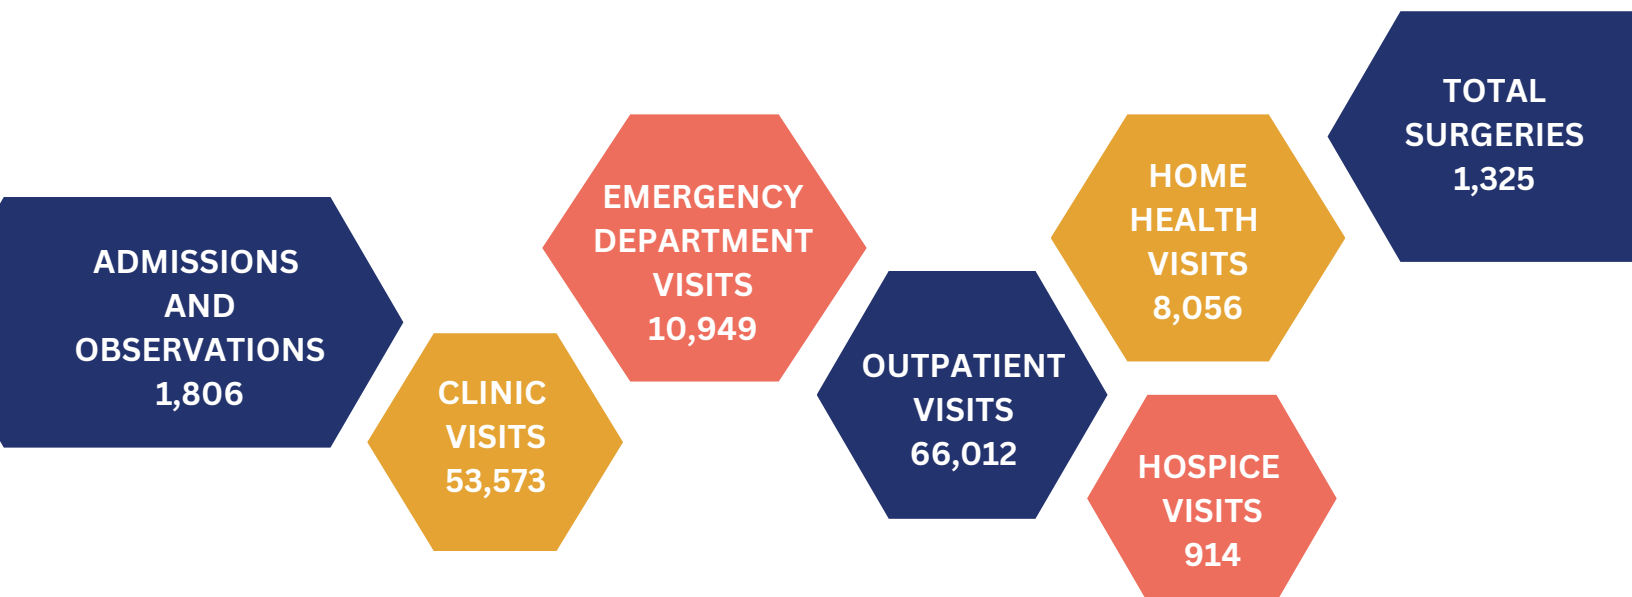 ADMISSIONS
AND
OBSERVATIONS
1,806
CLINIC
VISITS
53,573
EMERGENCY
DEPARTMENT
VISITS
10,949
OUTPATIENT
VISITS
66,012
HOME
HEALTH
VISITS
8,056
HOSPICE
VISITS
914
TOTAL
SURGERIES
1,325